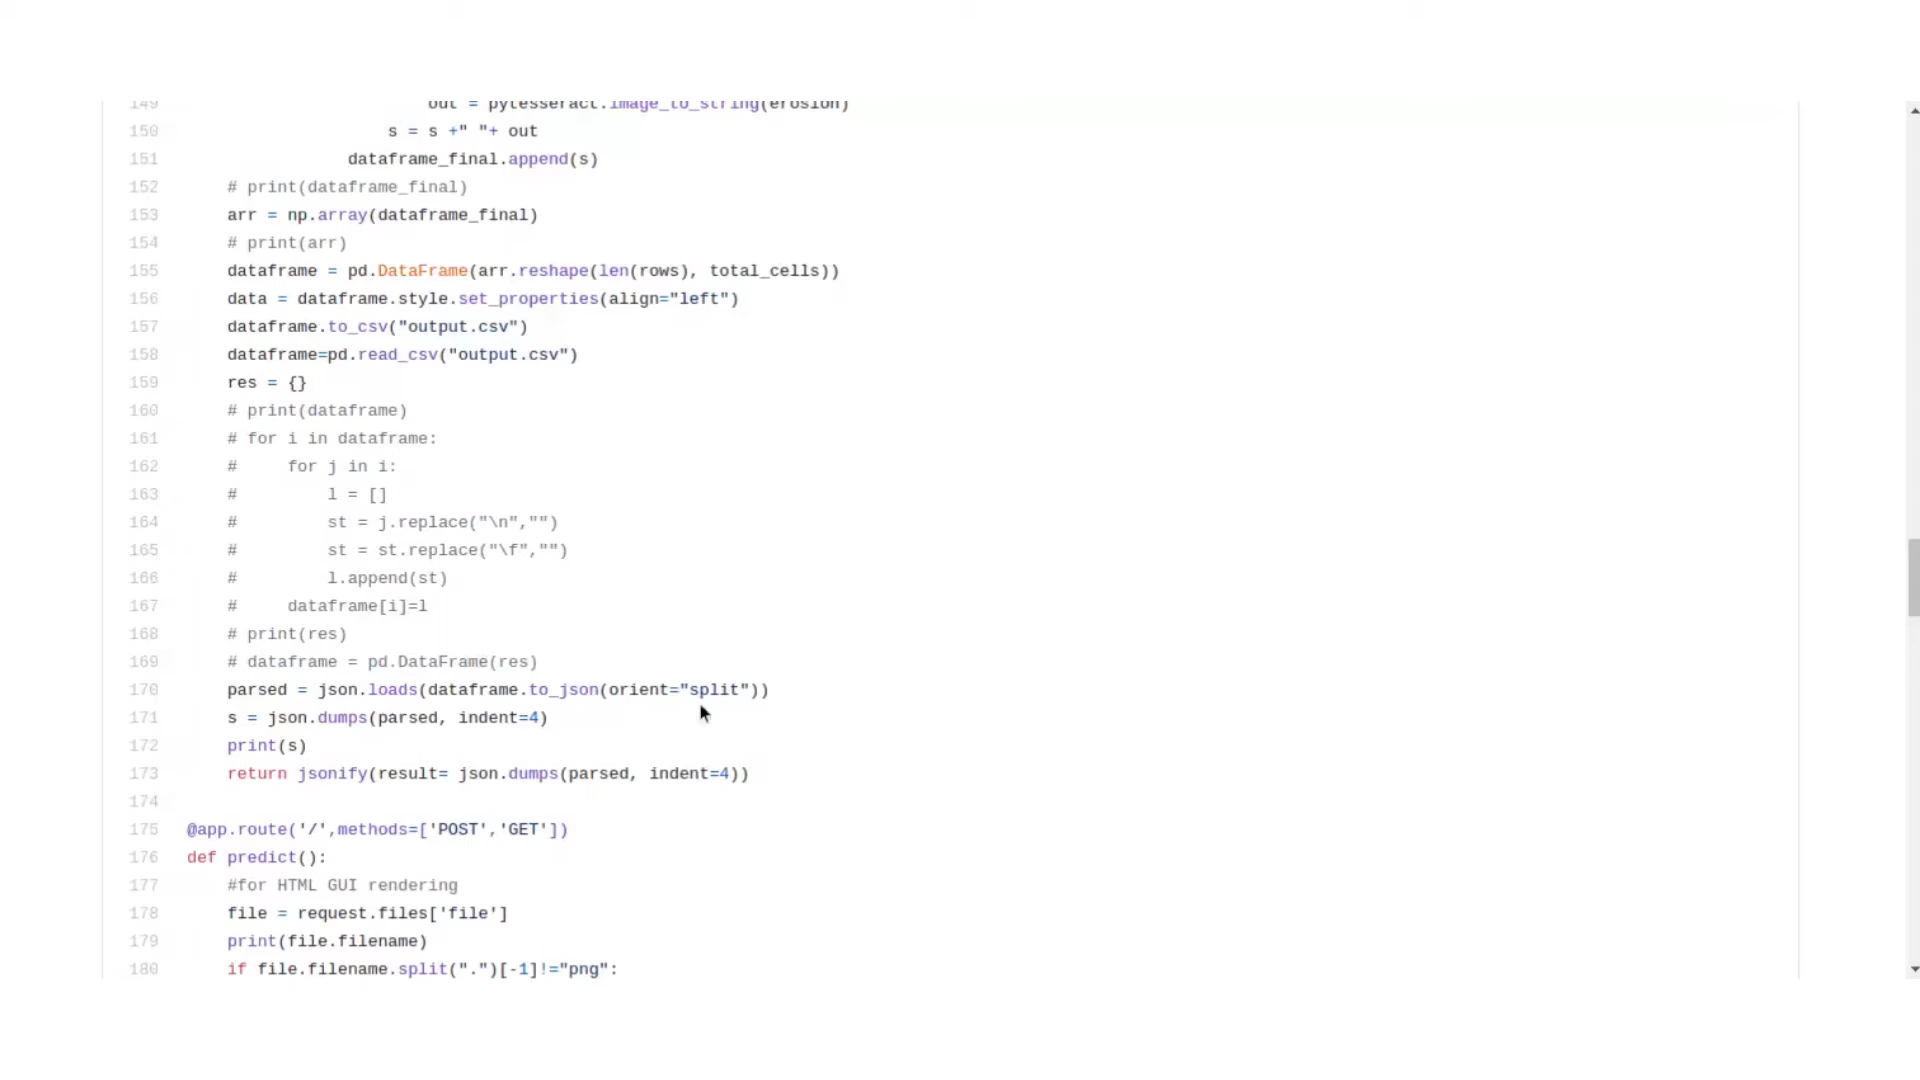 149 out = pytesseract.image_to_string(erosion)
150 s = s +" "+ out
151 dataframe_final.append(s)
152 # print(dataframe_final)
153 arr = np.array(dataframe_final)
154 # print(arr)
155 dataframe = pd.DataFrame(arr.reshape(len(rows), total_cells))
156 data = dataframe.style.set_properties(align="left")
157 dataframe.to_csv("output.csv")
158 dataframe=pd.read_csv("output.csv")
159 res = {}
160 # print(dataframe)
161 # for i in dataframe:
162 #     for j in i:
163 #         l = []
164 #         st = j.replace("\n","")
165 #         st = st.replace("\f","")
166 #         l.append(st)
167 #     dataframe[i]=l
168 # print(res)
169 # dataframe = pd.DataFrame(res)
170 parsed = json.loads(dataframe.to_json(orient="split"))
171 s = json.dumps(parsed, indent=4)
172 print(s)
173 return jsonify(result= json.dumps(parsed, indent=4))
174
175 @app.route('/',methods=['POST','GET'])
176 def predict():
177 #for HTML GUI rendering
178 file = request.files['file']
179 print(file.filename)
180 if file.filename.split(".")[-1]!="png":